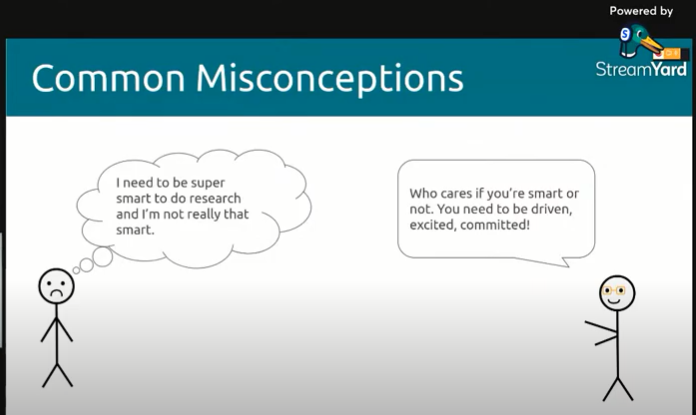 Powered by
StreamYard
Common Misconceptions
I need to be super
smart to do research
and I'm not really that
smart.
Who cares if you're smart or
not. You need to be driven,
excited, committed!